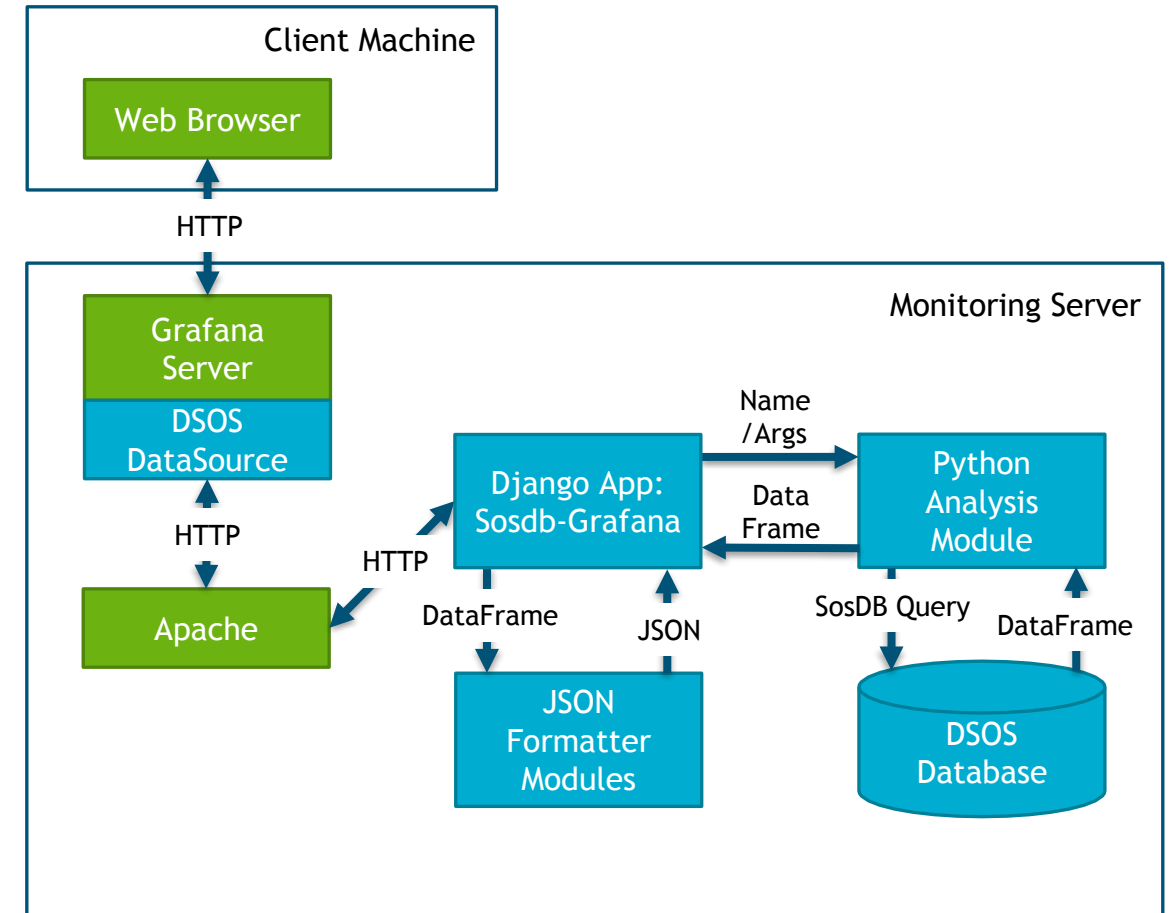 Client Machine
Web Browser
HTTP
Monitoring Server
Grafana
Server
DSOS
DataSource
HTTP
Apache
HTTP
Django App:
Sosdb-Grafana
Name
/Args
Data
Frame
Python
Analysis
Module
DataFrame
JSON
SosDB Query
DataFrame
JSON
Formatter
Modules
DSOS
Database